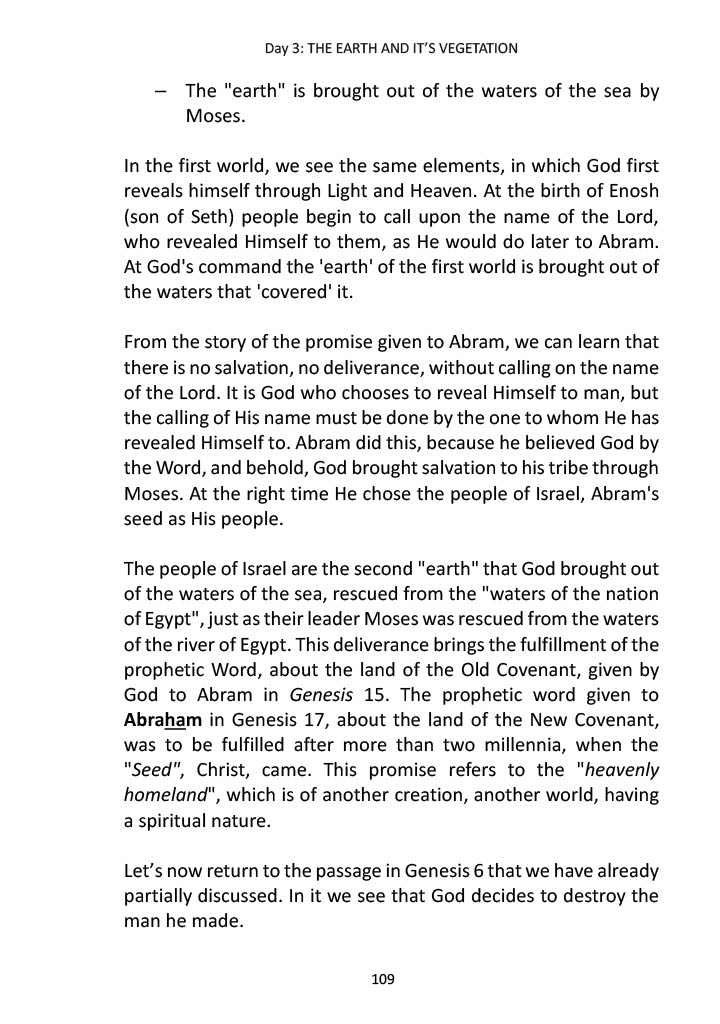 Day 3: THE EARTH AND IT'S VEGETATION
– The "earth" is brought out of the waters of the sea by
Moses.
In the first world, we see the same elements, in which God first
reveals himself through Light and Heaven. At the birth of Enosh
(son of Seth) people begin to call upon the name of the Lord,
who revealed Himself to them, as He would do later to Abram.
At God's command the 'earth' of the first world is brought out of
the waters that 'covered' it.
From the story of the promise given to Abram, we can learn that
there is no salvation, no deliverance, without calling on the name
of the Lord. It is God who chooses to reveal Himself to man, but
the calling of His name must be done by the one to whom He has
revealed Himself to. Abram did this, because he believed God by
the Word, and behold, God brought salvation to his tribe through
Moses. At the right time He chose the people of Israel, Abram's
seed as His people.
The people of Israel are the second "earth" that God brought out
of the waters of the sea, rescued from the "waters of the nation
of Egypt", just as their leader Moses was rescued from the waters
of the river of Egypt. This deliverance brings the fulfillment of the
prophetic Word, about the land of the Old Covenant, given by
God to Abram in Genesis 15. The prophetic word given to
Abraham in Genesis 17, about the land of the New Covenant,
was to be fulfilled after more than two millennia, when the
"Seed", Christ, came. This promise refers to the "heavenly
homeland", which is of another creation, another world, having
a spiritual nature.
Let’s now return to the passage in Genesis 6 that we have already
partially discussed. In it we see that God decides to destroy the
man he made.
109